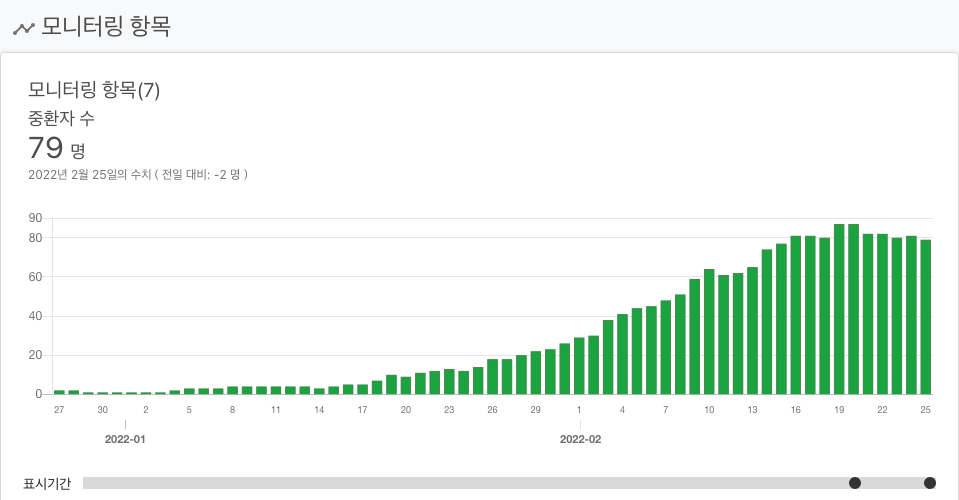 모니터링 항목
모니터링 항목(7)
중환자 수
79 명
2022년 2월 25일의 수치 ( 전일 대비: -2 명 )
90
80
60
40
20
0
27 30 2 5 8 11 14 17 20 23 26 29 1 4 7 10 13 16 19 22 25
2022-01 2022-02
표시기간